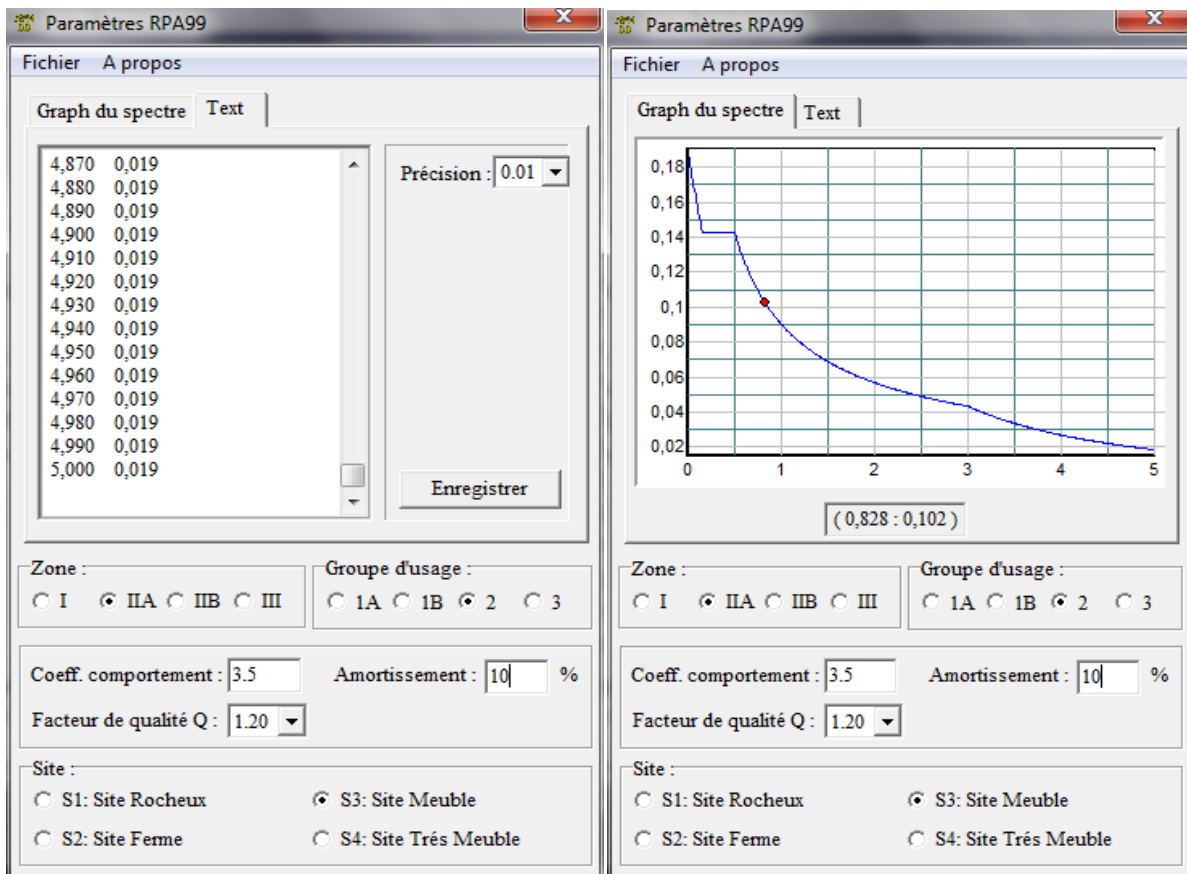 Paramètres RPA99
Fichier A propos
Graph du spectre Text
4,870 0,019
4,880 0,019
4,890 0,019
4,900 0,019
4,910 0,019
4,920 0,019
4,930 0,019
4,940 0,019
4,950 0,019
4,960 0,019
4,970 0,019
4,980 0,019
4,990 0,019
5,000 0,019
Précision : 0.01
Enregistrer
Zone :
I IIA IIB III
Groupe d'usage :
1A 1B 2 3
Coeff. comportement : 3.5 Amortissement : 10 %
Facteur de qualité Q : 1.20
Site :
S1: Site Rocheux S3: Site Meuble
S2: Site Ferme S4: Site Trés Meuble
Paramètres RPA99
Fichier A propos
Graph du spectre Text
0,18
0,16
0,14
0,12
0,1
0,08
0,06
0,04
0,02
0 1 2 3 4 5
( 0,828 : 0,102 )
Zone :
I IIA IIB III
Groupe d'usage :
1A 1B 2 3
Coeff. comportement : 3.5 Amortissement : 10 %
Facteur de qualité Q : 1.20
Site :
S1: Site Rocheux S3: Site Meuble
S2: Site Ferme S4: Site Trés Meuble